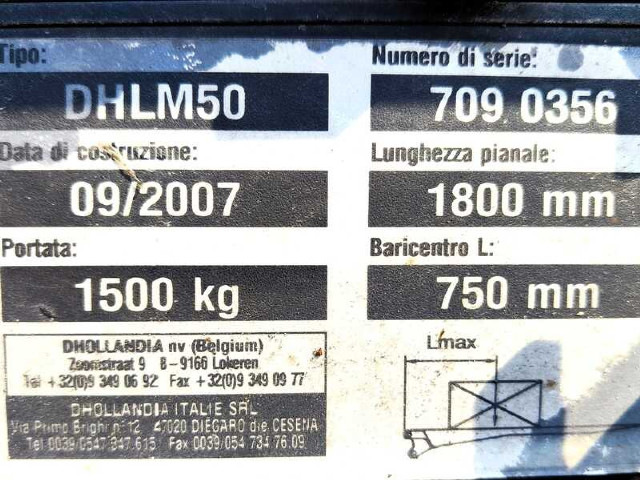 Tipo:
Numero di serie:
DHLM50
709 0356
Data di costruzione:
Lunghezza pianale:
09/2007
1800 mm
Portata:
Baricentro L:
1500 kg
750 mm
DHOLLANDIA nv (Belgium)
Zoomstraat 9 B-9166 Lokeren
Tel +32(0)9 349 06 92 Fax +32(0)9 349 09 77
DHOLLANDIA ITALIE SRL
Via Primo Brighi n°12 47020 DIEGARO die CESENA
Tel 0039 0547 347.615 Fax 0039/054 734 76.09
Lmax